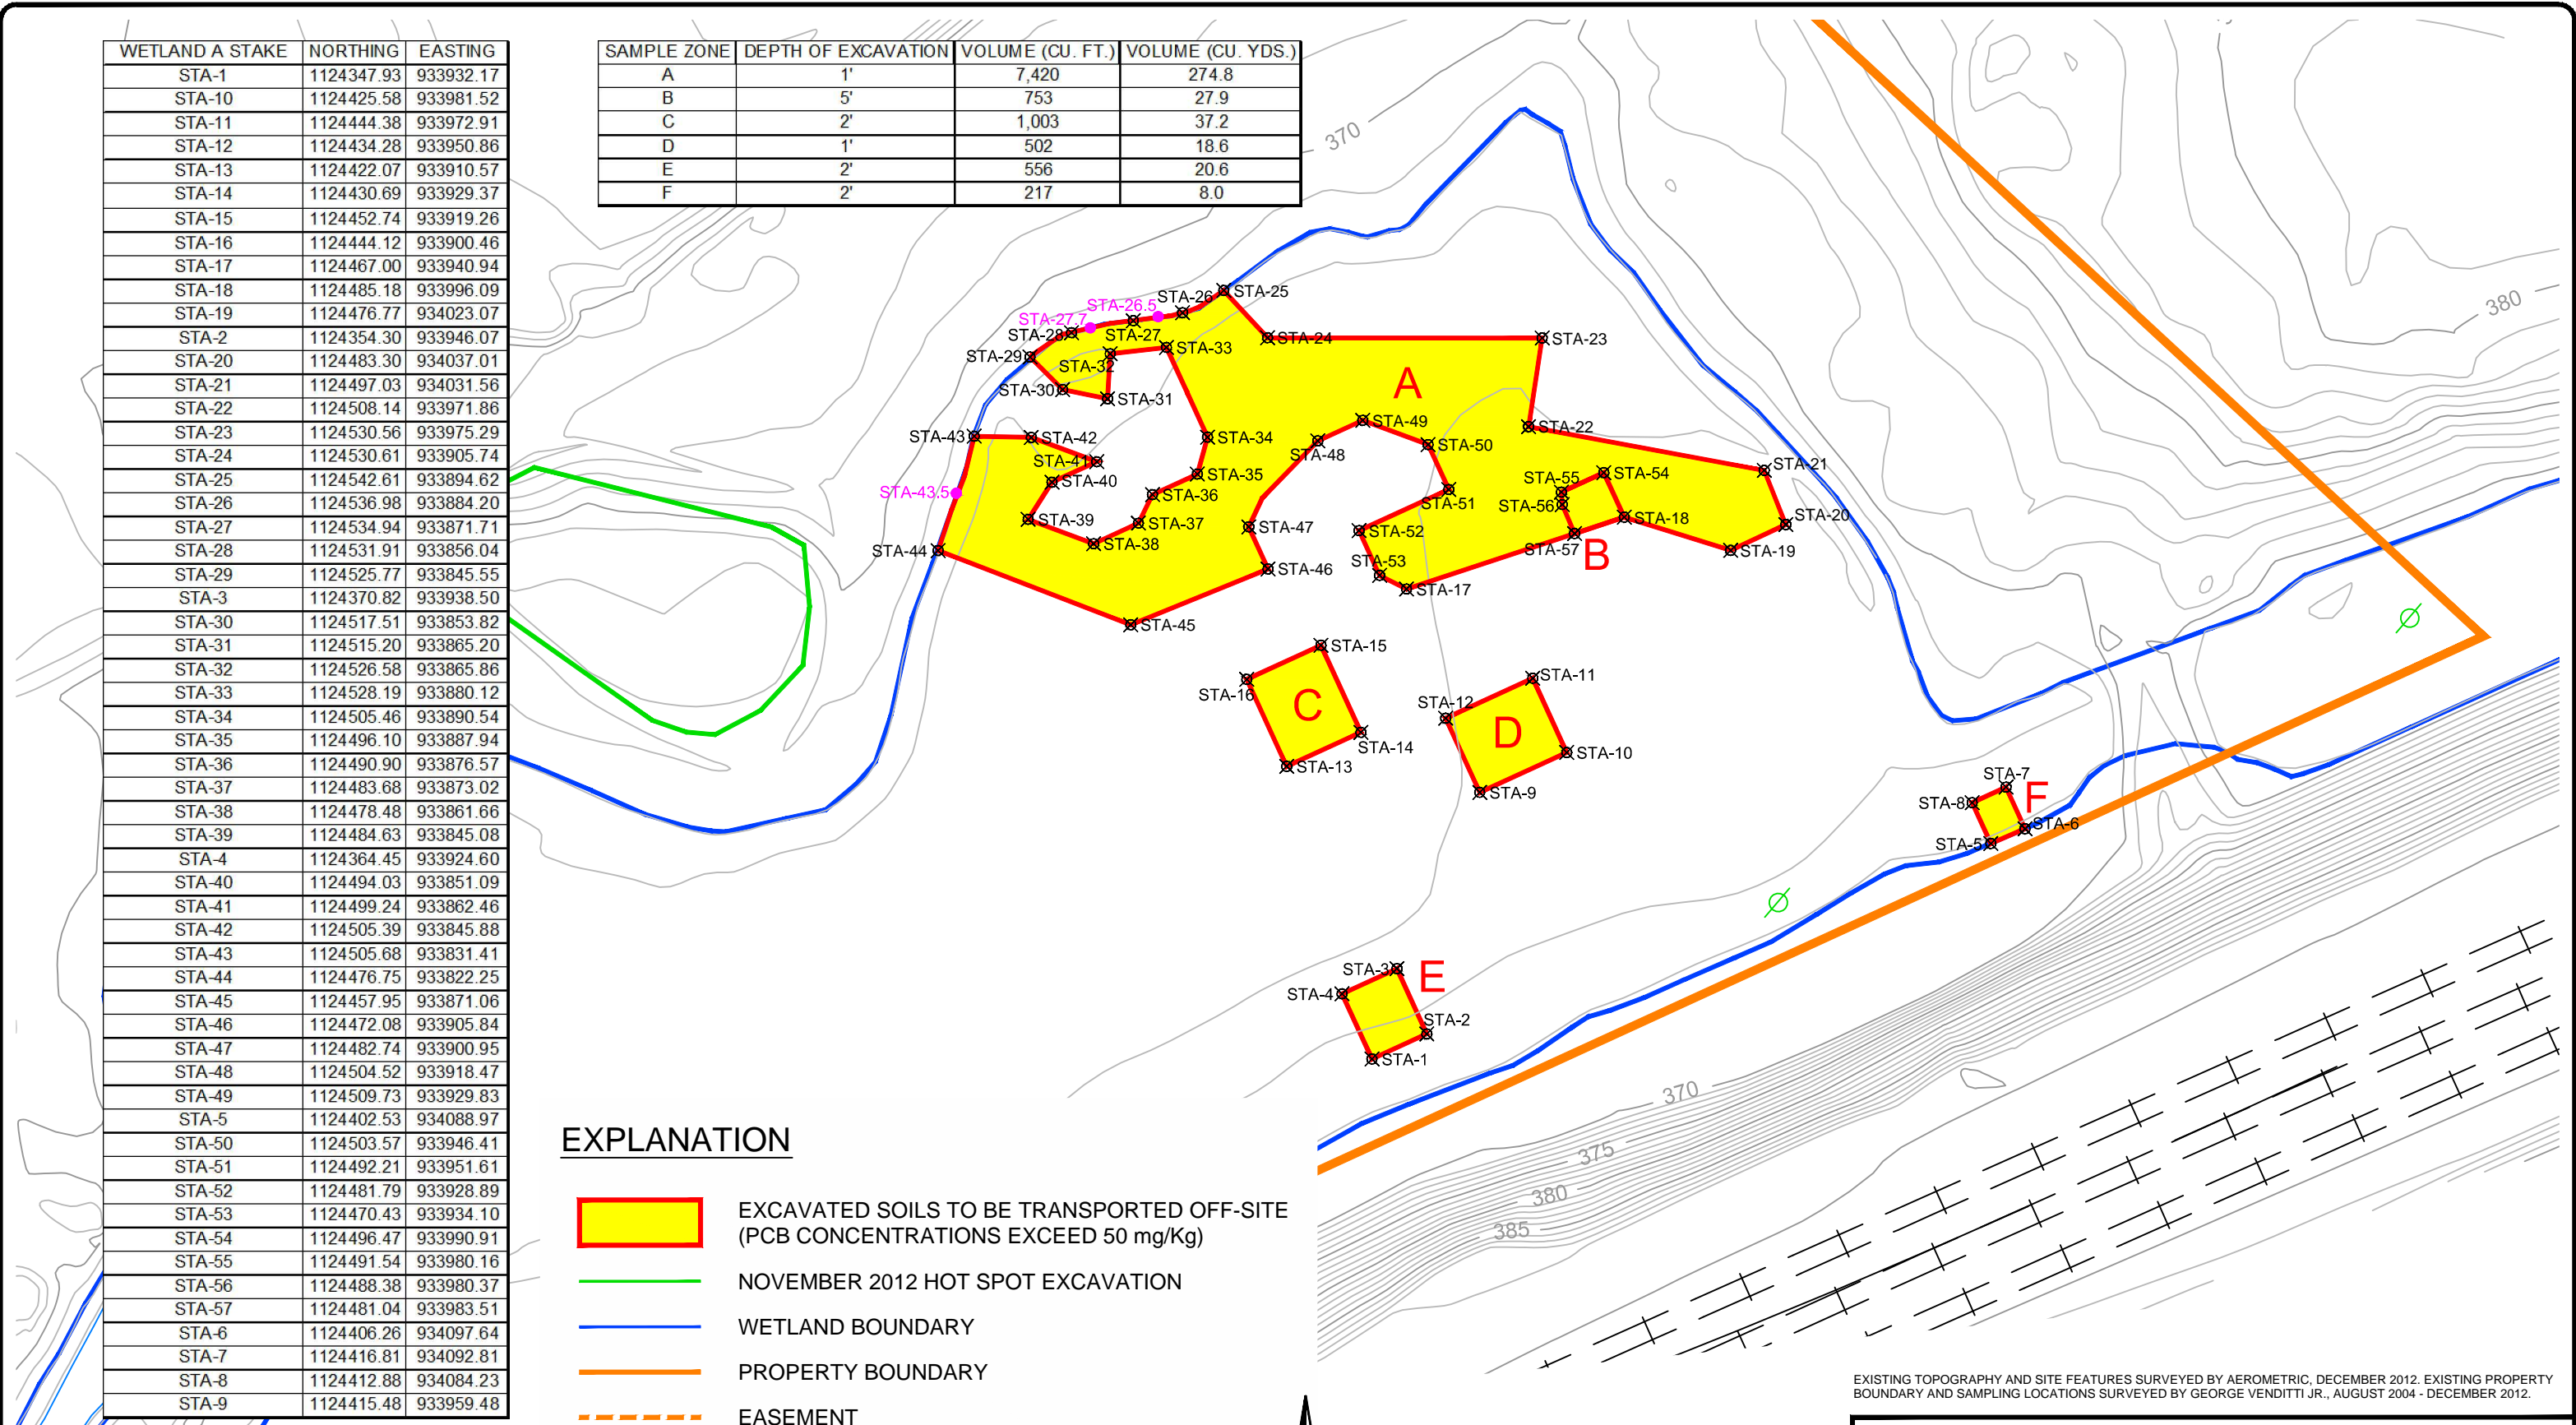 WETLAND A STAKE NORTHING EASTING
STA-1 1124347.93 933932.17
STA-10 1124425.58 933981.52
STA-11 1124444.38 933972.91
STA-12 1124434.28 933950.86
STA-13 1124422.07 933910.57
STA-14 1124430.69 933929.37
STA-15 1124452.74 933919.26
STA-16 1124444.12 933900.46
STA-17 1124467.00 933940.94
STA-18 1124485.18 933996.09
STA-19 1124476.77 934023.07
STA-2 1124354.30 933946.07
STA-20 1124483.30 934037.01
STA-21 1124497.03 934031.56
STA-22 1124508.14 933971.86
STA-23 1124530.56 933975.29
STA-24 1124530.61 933905.74
STA-25 1124542.61 933894.62
STA-26 1124536.98 933884.20
STA-27 1124534.94 933871.71
STA-28 1124531.91 933856.04
STA-29 1124525.77 933845.55
STA-3 1124370.82 933938.50
STA-30 1124517.51 933853.82
STA-31 1124515.20 933865.20
STA-32 1124526.58 933865.86
STA-33 1124528.19 933880.12
STA-34 1124505.46 933890.54
STA-35 1124496.10 933887.94
STA-36 1124490.90 933876.57
STA-37 1124483.68 933873.02
STA-38 1124478.48 933861.66
STA-39 1124484.63 933845.08
STA-4 1124364.45 933924.60
STA-40 1124494.03 933851.09
STA-41 1124499.24 933862.46
STA-42 1124505.39 933845.88
STA-43 1124505.68 933831.41
STA-44 1124476.75 933822.25
STA-45 1124457.95 933871.06
STA-46 1124472.08 933905.84
STA-47 1124482.74 933900.95
STA-48 1124504.52 933918.47
STA-49 1124509.73 933929.83
STA-5 1124402.53 934088.97
STA-50 1124503.57 933946.41
STA-51 1124492.21 933951.61
STA-52 1124481.79 933928.89
STA-53 1124470.43 933934.10
STA-54 1124496.47 933990.91
STA-55 1124491.54 933980.16
STA-56 1124488.38 933980.37
STA-57 1124481.04 933983.51
STA-6 1124406.26 934097.64
STA-7 1124416.81 934092.81
STA-8 1124412.88 934084.23
STA-9 1124415.48 933959.48
SAMPLE ZONE DEPTH OF EXCAVATION VOLUME (CU. FT.) VOLUME (CU. YDS.)
A 1' 7,420 274.8
B 5' 753 27.9
C 2' 1,003 37.2
D 1' 502 18.6
E 2' 556 20.6
F 2' 217 8.0
370
380
STA-25
STA-26
STA-26.5
STA-27.7
STA-28
STA-27
STA-24
STA-23
STA-29
STA-33
STA-32
STA-30
STA-31
A
STA-49
STA-22
STA-43
STA-42
STA-34
STA-48
STA-50
STA-41
STA-21
STA-35
STA-55
STA-54
STA-40
STA-43.5
STA-36
STA-51
STA-56
STA-39
STA-37
STA-47
STA-52
STA-18
STA-20
STA-44
STA-38
STA-57
B
STA-19
STA-53
STA-46
STA-17
STA-45
STA-15
STA-16
C
STA-11
STA-12
D
STA-14
STA-10
STA-13
STA-9
STA-7
STA-8
F
STA-6
STA-5
STA-3
E
STA-4
STA-2
STA-1
370
375
380
385
EXPLANATION
EXCAVATED SOILS TO BE TRANSPORTED OFF-SITE
(PCB CONCENTRATIONS EXCEED 50 mg/Kg)
NOVEMBER 2012 HOT SPOT EXCAVATION
WETLAND BOUNDARY
PROPERTY BOUNDARY
EASEMENT
EXISTING TOPOGRAPHY AND SITE FEATURES SURVEYED BY AEROMETRIC, DECEMBER 2012. EXISTING PROPERTY
BOUNDARY AND SAMPLING LOCATIONS SURVEYED BY GEORGE VENDITTI JR., AUGUST 2004 - DECEMBER 2012.